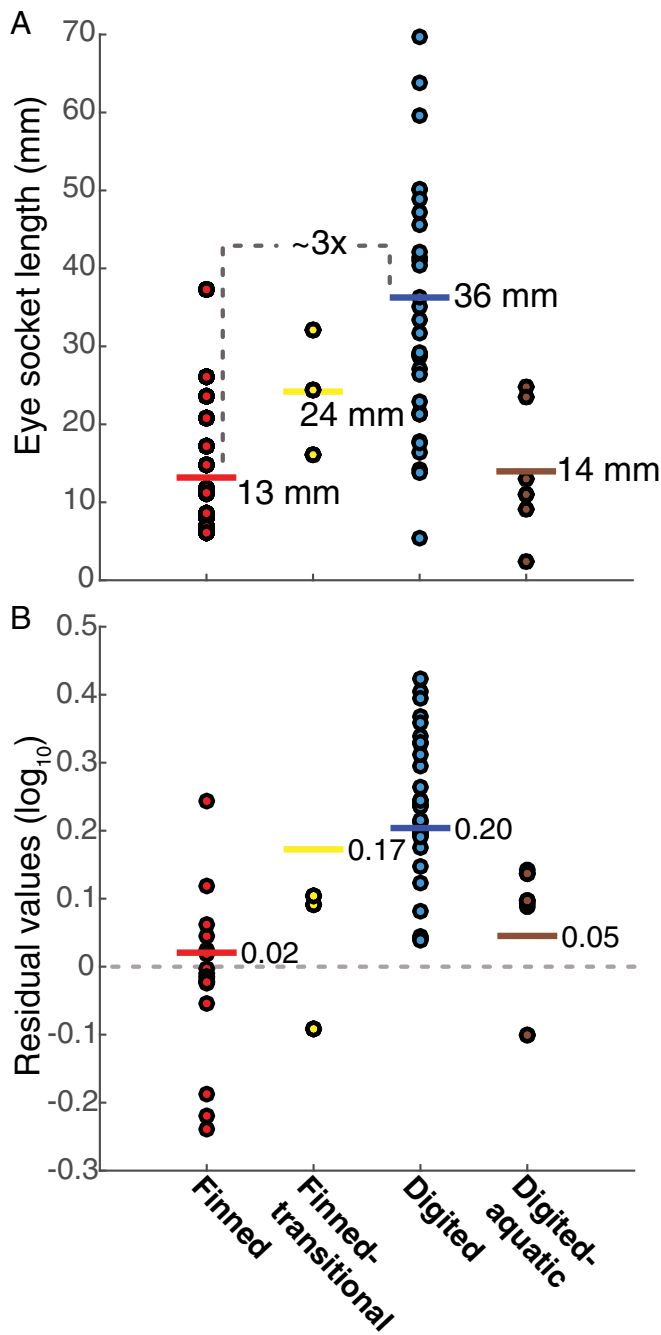 A
Eye socket length (mm)
70
60
50
40
30
20
10
0
~3x
36 mm
24 mm
13 mm
14 mm
B
Residual values (log₁₀)
0.5
0.4
0.3
0.2
0.1
0
-0.1
-0.2
-0.3
0.17
0.20
0.02
0.05
Finned
Finned-
transitional
Digited
Digited-
aquatic